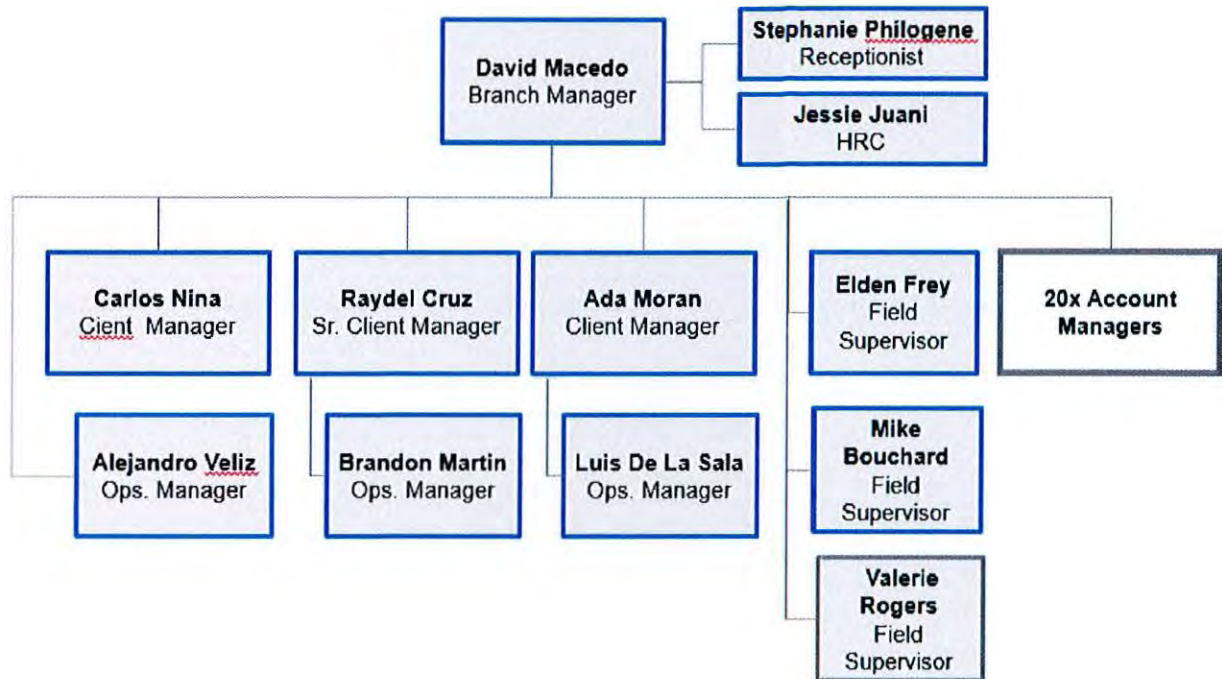 Stephanie Philogene
Receptionist
David Macedo
Branch Manager
Jessie Juani
HRC
Carlos Nina
Cient Manager
Raydel Cruz
Sr. Client Manager
Ada Moran
Client Manager
Elden Frey
Field
Supervisor
20x Account
Managers
Alejandro Veliz
Ops. Manager
Brandon Martin
Ops. Manager
Luis De La Sala
Ops. Manager
Mike
Bouchard
Field
Supervisor
Valerie
Rogers
Field
Supervisor